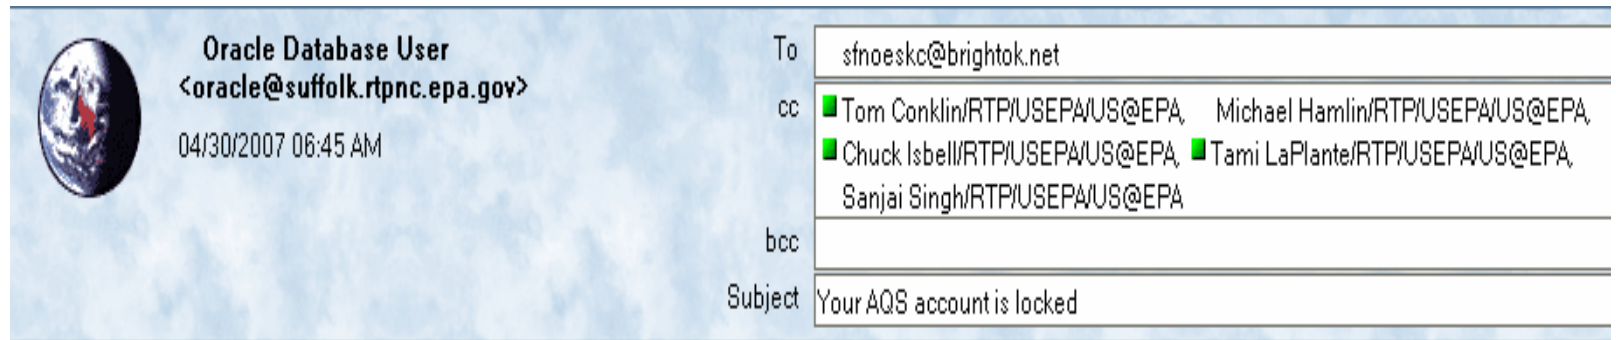 Oracle Database User
<oracle@suffolk.rtpnc.epa.gov>
04/30/2007 06:45 AM
To sfnoeskc@brightok.net
cc Tom Conklin/RTP/USEPA/US@EPA, Michael Hamlin/RTP/USEPA/US@EPA,
Chuck Isbell/RTP/USEPA/US@EPA, Tami LaPlante/RTP/USEPA/US@EPA,
Sanjai Singh/RTP/USEPA/US@EPA
bcc
Subject Your AQS account is locked